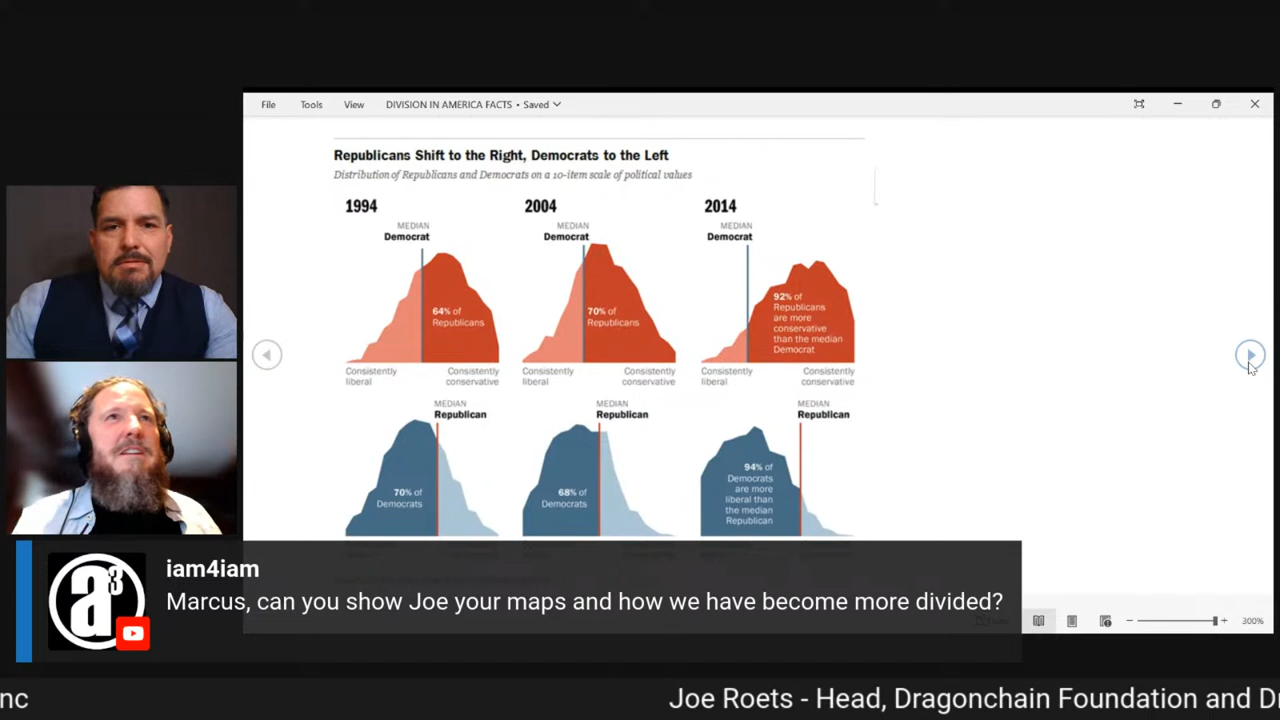 File Tools View DIVISION IN AMERICA FACTS • Saved
Republicans Shift to the Right, Democrats to the Left
Distribution of Republicans and Democrats on a 10-item scale of political values
1994
MEDIAN
Democrat
64% of
Republicans
Consistently
liberal
Consistently
conservative
2004
MEDIAN
Democrat
70% of
Republicans
Consistently
liberal
Consistently
conservative
2014
MEDIAN
Democrat
92% of
Republicans
are more
conservative
than the median
Democrat
Consistently
liberal
Consistently
conservative
MEDIAN
Republican
70% of
Democrats
MEDIAN
Republican
68% of
Democrats
MEDIAN
Republican
94% of
Democrats
are more
liberal than
the median
Republican
a3
iam4iam
Marcus, can you show Joe your maps and how we have become more divided?
300%
nc
Joe Roets - Head, Dragonchain Foundation and